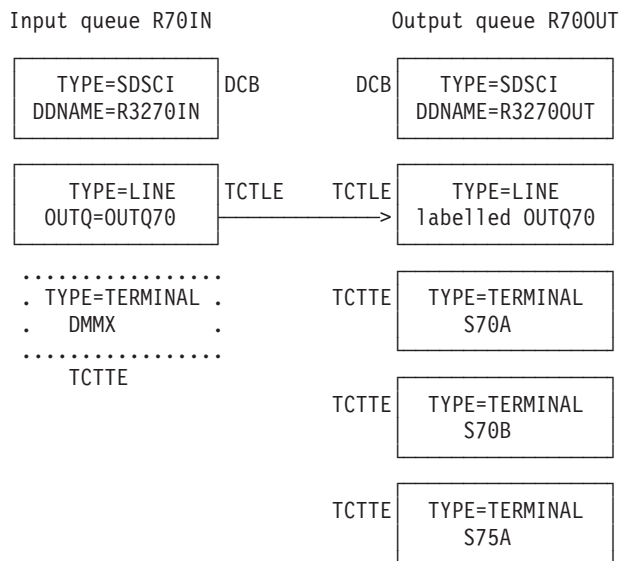 Input queue R70IN Output queue R70OUT
TYPE=SDSCI DCB DCB TYPE=SDSCI
DDNAME=R3270IN DDNAME=R3270OUT
TYPE=LINE TCTLE TCTLE TYPE=LINE
OUTQ=OUTQ70 labelled OUTQ70
. TYPE=TERMINAL . TCTTE TYPE=TERMINAL
. DMMX . S70A
TCTTE
TCTTE TYPE=TERMINAL
S70B
TCTTE TYPE=TERMINAL
S75A